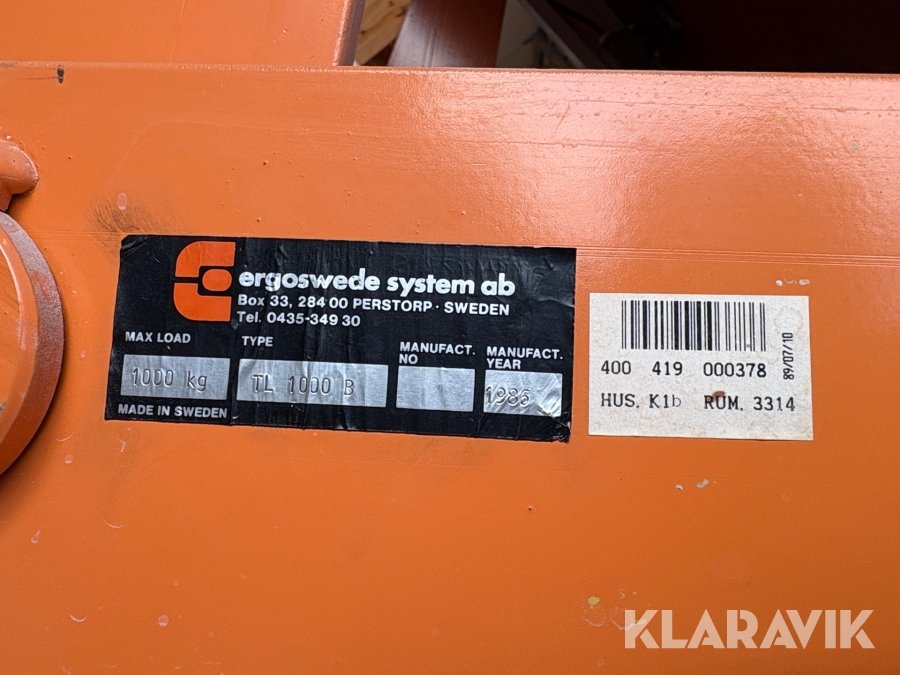 ergoswede system ab
Box 33, 284 00 PERSTORP · SWEDEN
Tel. 0435-349 30
MAX LOAD
1000 kg
TYPE
TL 1000 B
MANUFACT. NO
MANUFACT. YEAR
1986
MADE IN SWEDEN
400 419 000378
HUS. K1b RUM. 3314
89/07/10
KLARAVIK